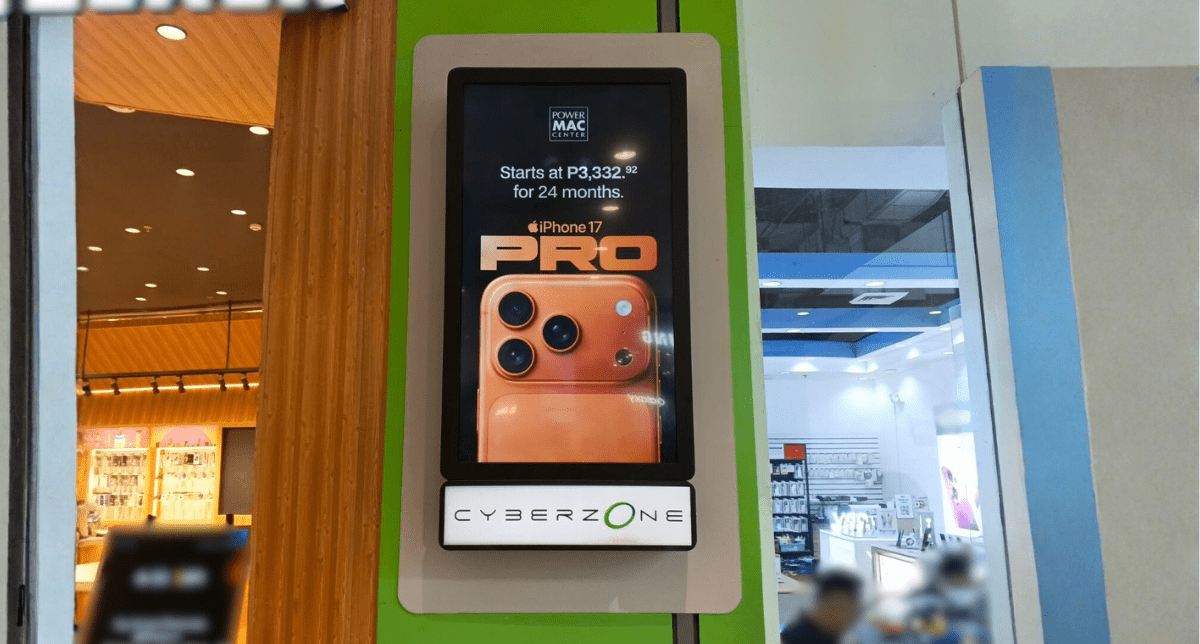 POWER
MAC
CENTER
Starts at P3,332.⁹²
for 24 months.
iPhone 17
PRO
CYBERZONE